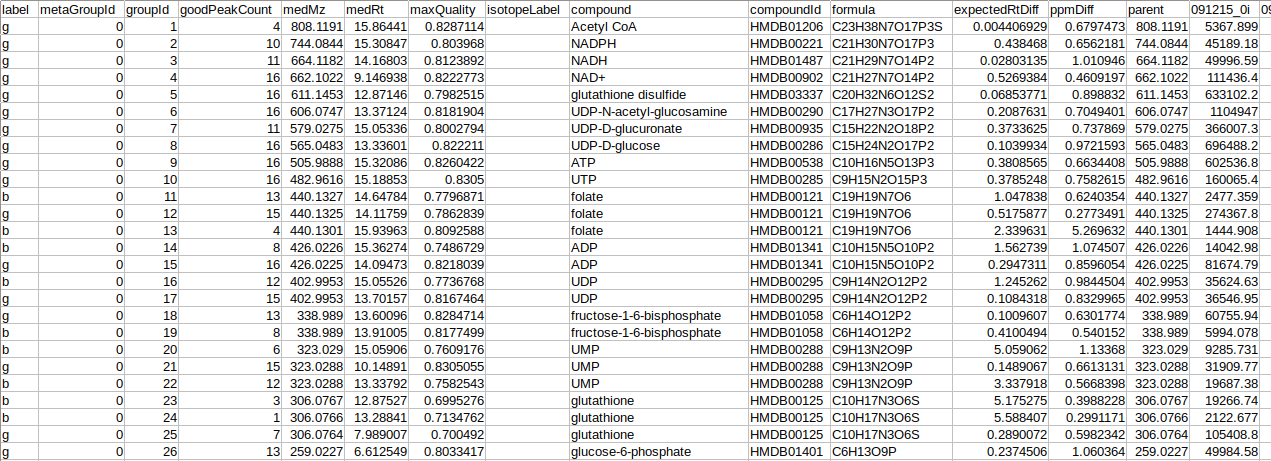 label metaGroupId groupId goodPeakCount medMz medRt maxQuality isotopeLabel compound compoundId formula expectedRtDiff ppmDiff parent 091215_0i 09
g 0 1 4 808.1191 15.86441 0.8287114 Acetyl CoA HMDB01206 C23H38N7O17P3S 0.004406929 0.6797473 808.1191 5367.899
g 0 2 10 744.0844 15.30847 0.803968 NADPH HMDB00221 C21H30N7O17P3 0.438468 0.6562181 744.0844 45189.18
g 0 3 11 664.1182 14.16803 0.8123892 NADH HMDB01487 C21H29N7O14P2 0.02803135 1.010946 664.1182 49996.59
g 0 4 16 662.1022 9.146938 0.8222773 NAD+ HMDB00902 C21H27N7O14P2 0.5269384 0.4609197 662.1022 111436.4
g 0 5 16 611.1453 12.87146 0.7982515 glutathione disulfide HMDB03337 C20H32N6O12S2 0.06853771 0.898832 611.1453 633102.2
g 0 6 16 606.0747 13.37124 0.8181904 UDP-N-acetyl-glucosamine HMDB00290 C17H27N3O17P2 0.2087631 0.7049401 606.0747 1104947
g 0 7 11 579.0275 15.05336 0.8002794 UDP-D-glucuronate HMDB00935 C15H22N2O18P2 0.3733625 0.737869 579.0275 366007.3
g 0 8 16 565.0483 13.33601 0.822211 UDP-D-glucose HMDB00286 C15H24N2O17P2 0.1039934 0.9721593 565.0483 696488.2
g 0 9 16 505.9888 15.32086 0.8260422 ATP HMDB00538 C10H16N5O13P3 0.3808565 0.6634408 505.9888 602536.8
g 0 10 16 482.9616 15.18853 0.8305 UTP HMDB00285 C9H15N2O15P3 0.3785248 0.7582615 482.9616 160065.4
b 0 11 13 440.1327 14.64784 0.7796871 folate HMDB00121 C19H19N7O6 1.047838 0.6240354 440.1327 2477.359
g 0 12 15 440.1325 14.11759 0.7862839 folate HMDB00121 C19H19N7O6 0.5175877 0.2773491 440.1325 274367.8
b 0 13 4 440.1301 15.93963 0.8092588 folate HMDB00121 C19H19N7O6 2.339631 5.269632 440.1301 1444.908
b 0 14 8 426.0226 15.36274 0.7486729 ADP HMDB01341 C10H15N5O10P2 1.562739 1.074507 426.0226 14042.98
g 0 15 16 426.0225 14.09473 0.8218039 ADP HMDB01341 C10H15N5O10P2 0.2947311 0.8596054 426.0225 81674.79
b 0 16 12 402.9953 15.05526 0.7736768 UDP HMDB00295 C9H14N2O12P2 1.245262 0.9844504 402.9953 35624.63
g 0 17 15 402.9953 13.70157 0.8167464 UDP HMDB00295 C9H14N2O12P2 0.1084318 0.8329965 402.9953 36546.95
g 0 18 13 338.989 13.60096 0.8284714 fructose-1-6-bisphosphate HMDB01058 C6H14O12P2 0.1009607 0.6301774 338.989 60755.94
b 0 19 8 338.989 13.91005 0.8177499 fructose-1-6-bisphosphate HMDB01058 C6H14O12P2 0.4100494 0.540152 338.989 5994.078
b 0 20 6 323.029 15.05906 0.7609176 UMP HMDB00288 C9H13N2O9P 5.059062 1.13368 323.029 9285.731
g 0 21 15 323.0288 10.14891 0.8305055 UMP HMDB00288 C9H13N2O9P 0.1489067 0.6613131 323.0288 31909.77
b 0 22 12 323.0288 13.33792 0.7582543 UMP HMDB00288 C9H13N2O9P 3.337918 0.5668398 323.0288 19687.38
b 0 23 3 306.0767 12.87527 0.6995276 glutathione HMDB00125 C10H17N3O6S 5.175275 0.3988228 306.0767 19266.74
b 0 24 1 306.0766 13.28841 0.7134762 glutathione HMDB00125 C10H17N3O6S 5.588407 0.2991171 306.0766 2122.677
g 0 25 7 306.0764 7.989007 0.700492 glutathione HMDB00125 C10H17N3O6S 0.2890072 0.5982342 306.0764 105408.8
g 0 26 13 259.0227 6.612549 0.8033417 glucose-6-phosphate HMDB01401 C6H13O9P 0.2374506 1.060364 259.0227 49984.58